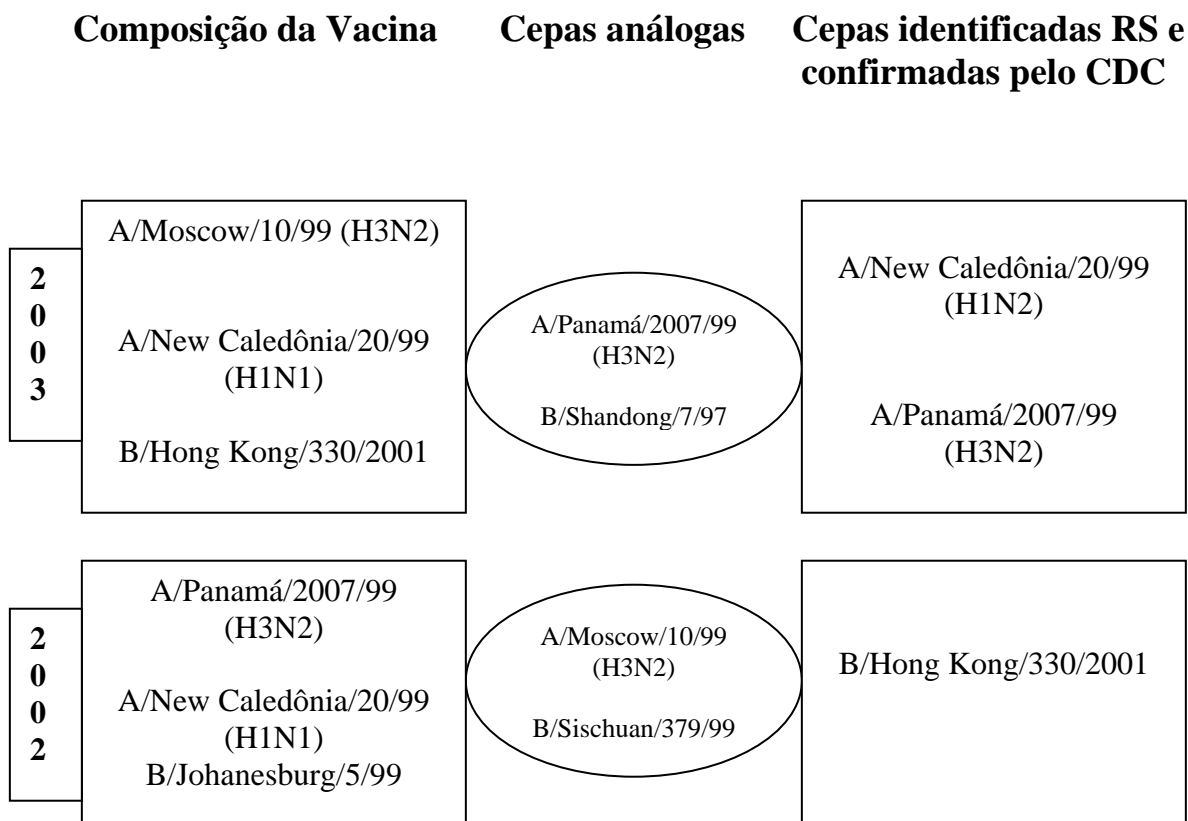 Composição da Vacina
Cepas análogas
Cepas identificadas RS e
confirmadas pelo CDC
2
0
0
3
A/Moscow/10/99 (H3N2)
A/New Caledônia/20/99
(H1N1)
B/Hong Kong/330/2001
A/Panamá/2007/99
(H3N2)
B/Shandong/7/97
A/New Caledônia/20/99
(H1N2)
A/Panamá/2007/99
(H3N2)
2
0
0
2
A/Panamá/2007/99
(H3N2)
A/New Caledônia/20/99
(H1N1)
B/Johanesburg/5/99
A/Moscow/10/99
(H3N2)
B/Sischuan/379/99
B/Hong Kong/330/2001